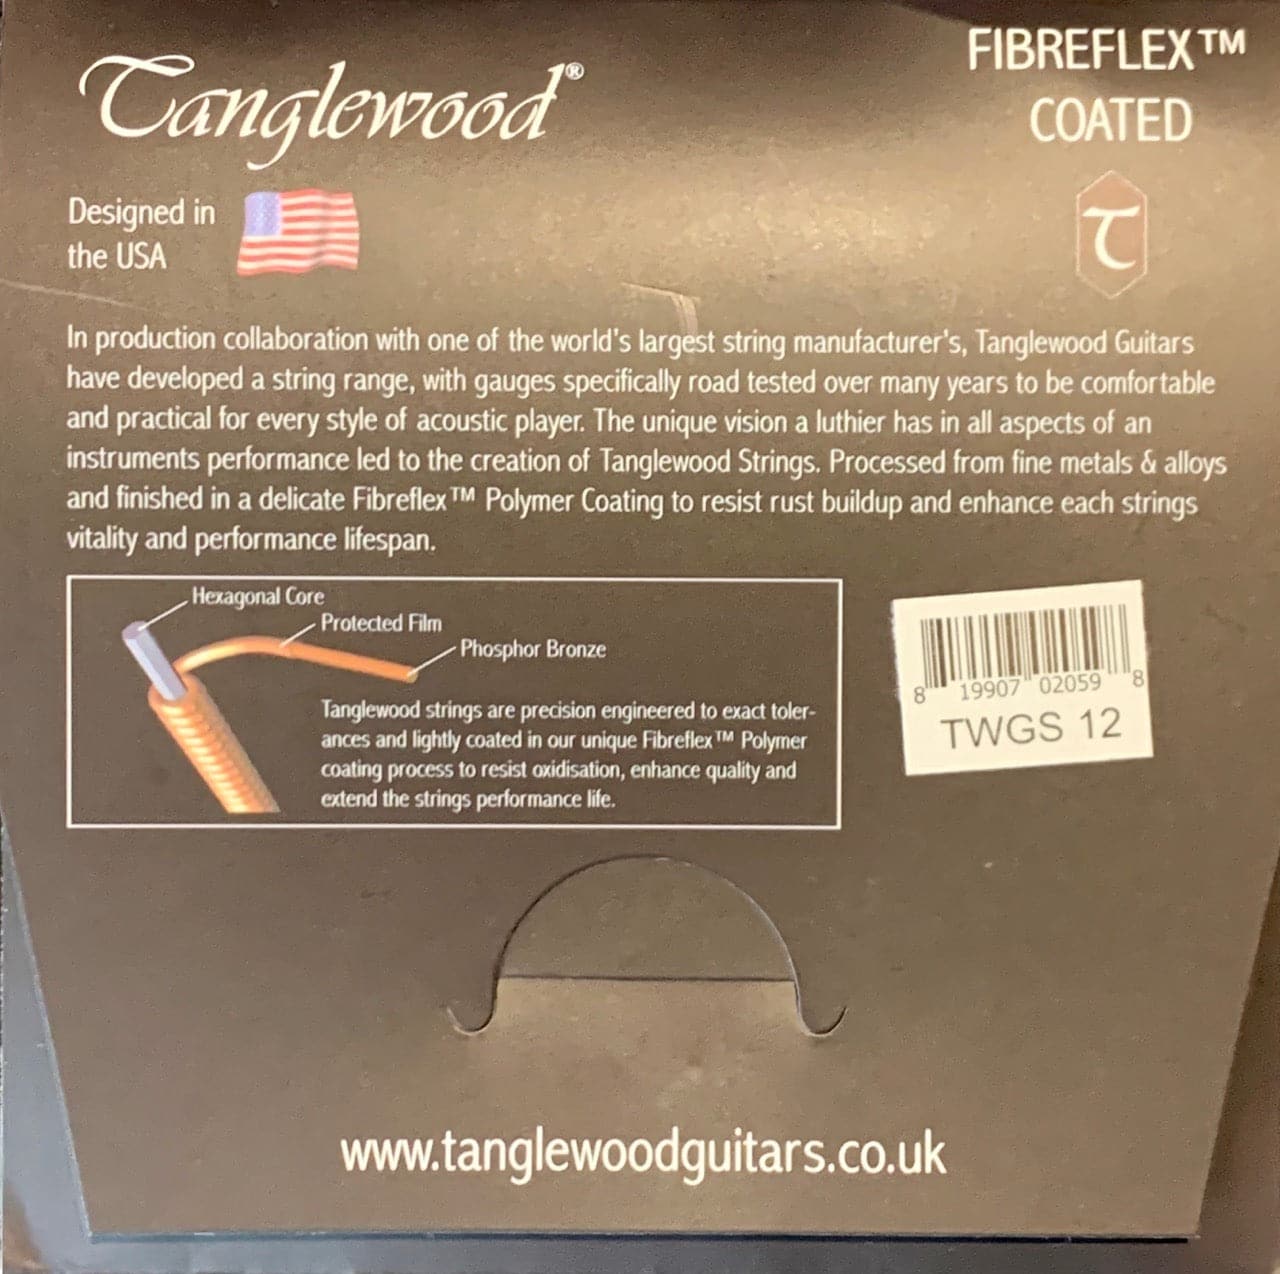 Tanglewood®
FIBREFLEX™
COATED
Designed in
the USA
T
In production collaboration with one of the world's largest string manufacturer's, Tanglewood Guitars
have developed a string range, with gauges specifically road tested over many years to be comfortable
and practical for every style of acoustic player. The unique vision a luthier has in all aspects of an
instruments performance led to the creation of Tanglewood Strings. Processed from fine metals & alloys
and finished in a delicate Fibreflex™ Polymer Coating to resist rust buildup and enhance each strings
vitality and performance lifespan.
Hexagonal Core
Protected Film
Phosphor Bronze
Tanglewood strings are precision engineered to exact toler-
ances and lightly coated in our unique Fibreflex™ Polymer
coating process to resist oxidisation, enhance quality and
extend the strings performance life.
8 19907 02059 8
TWGS 12
www.tanglewoodguitars.co.uk